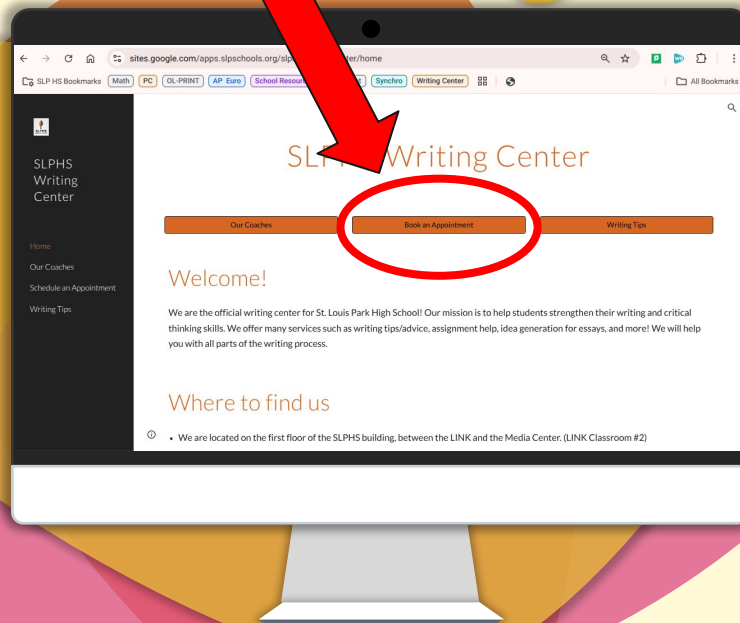 sites.google.com/apps.slpschools.org/slp ter/home
SLP HS Bookmarks Math PC OL-PRINT AP Euro School Resour t Synchro Writing Center All Bookmarks
SLPHS
Writing
Center
Home
Our Coaches
Schedule an Appointment
Writing Tips
SLPHS Writing Center
Our Coaches Book an Appointment Writing Tips
Welcome!
We are the official writing center for St. Louis Park High School! Our mission is to help students strengthen their writing and critical
thinking skills. We offer many services such as writing tips/advice, assignment help, idea generation for essays, and more! We will help
you with all parts of the writing process.
Where to find us
• We are located on the first floor of the SLPHS building, between the LINK and the Media Center. (LINK Classroom #2)